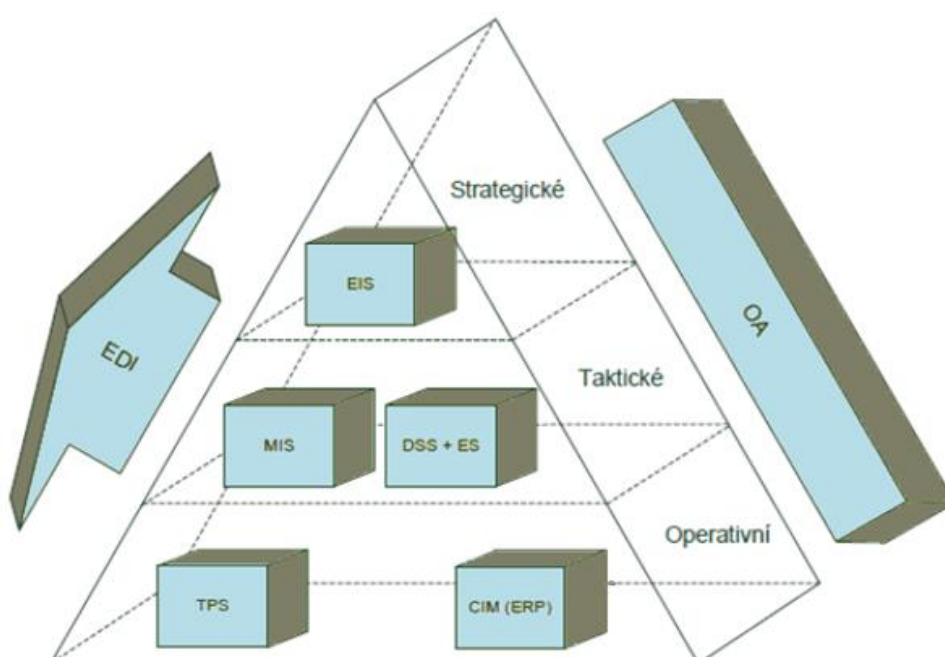 Strategické
EIS
OA
EDI
Taktické
MIS
DSS + ES
Operativní
TPS
CIM (ERP)